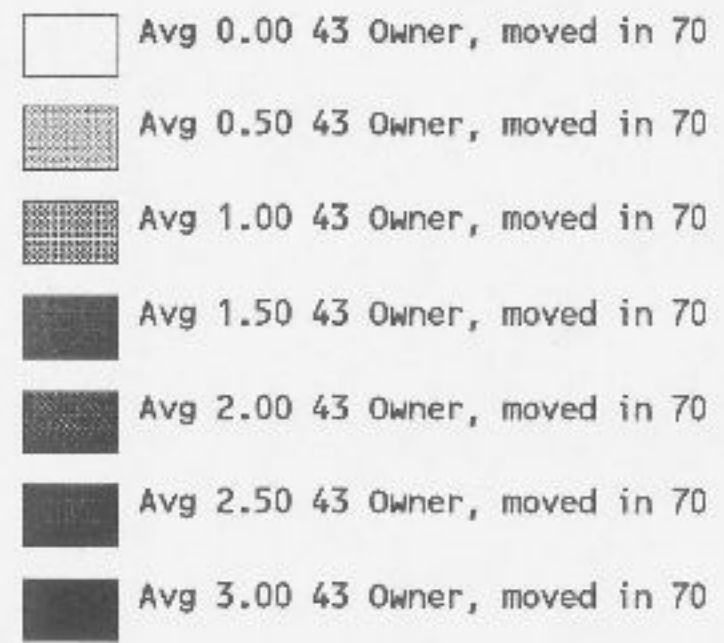 Avg 0.00 43 Owner, moved in 70
Avg 0.50 43 Owner, moved in 70
Avg 1.00 43 Owner, moved in 70
Avg 1.50 43 Owner, moved in 70
Avg 2.00 43 Owner, moved in 70
Avg 2.50 43 Owner, moved in 70
Avg 3.00 43 Owner, moved in 70